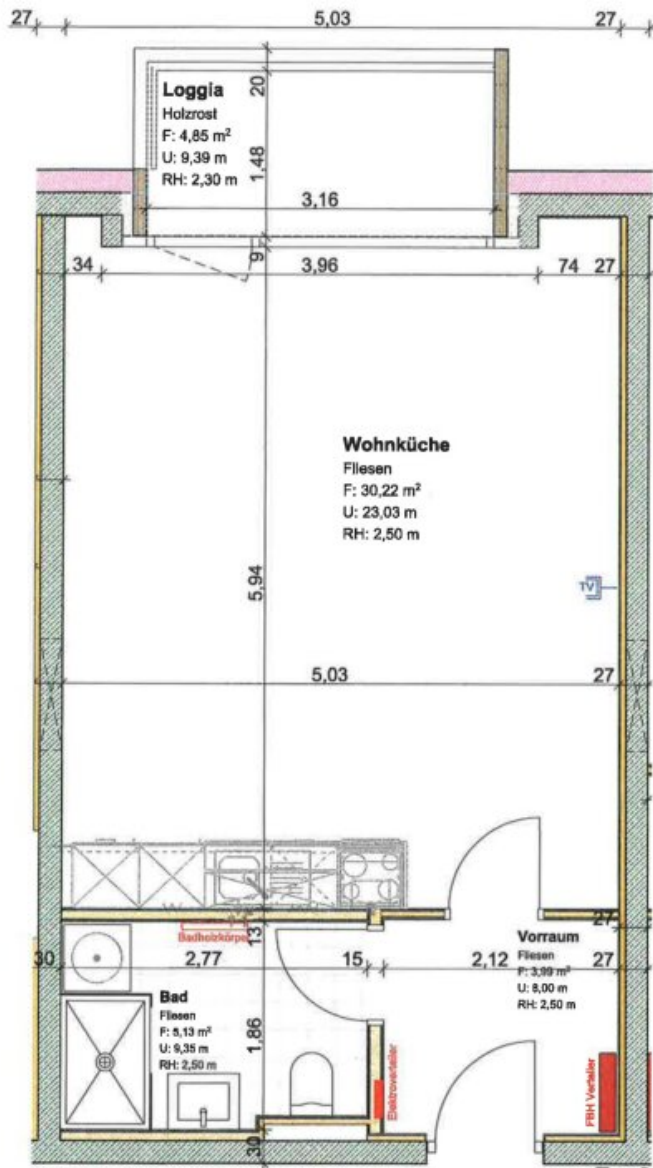 27 5,03 27
Loggia
Holzrost
F: 4,85 m²
U: 9,39 m
RH: 2,30 m
20
1,48
3,16
9
34 3,96 74 27
Wohnküche
Fliesen
F: 30,22 m²
U: 23,03 m
RH: 2,50 m
TV
5,94
5,03 27
Badheizkörper
13
27
Vorraum
Fliesen
F: 3,99 m²
U: 8,00 m
RH: 2,50 m
30 2,77 15 2,12 27
Bad
Fliesen
F: 5,13 m²
U: 9,35 m
RH: 2,50 m
1,86
Elektroverteiler
FBH Verteiler
30